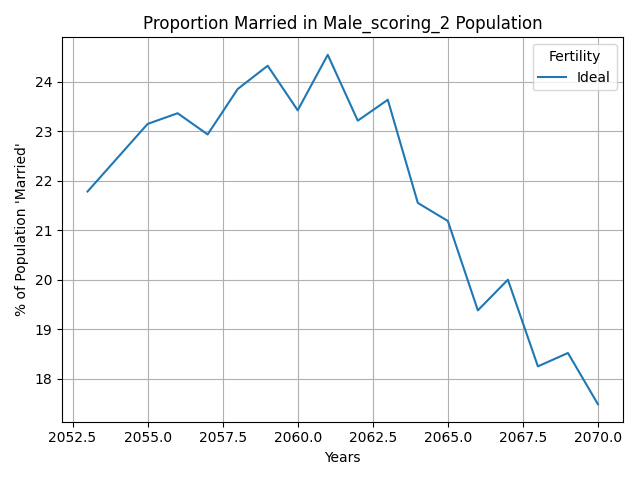 Proportion Married in Male_scoring_2 Population
Fertility
Ideal
% of Population 'Married'
24
23
22
21
20
19
18
2052.5 2055.0 2057.5 2060.0 2062.5 2065.0 2067.5 2070.0
Years